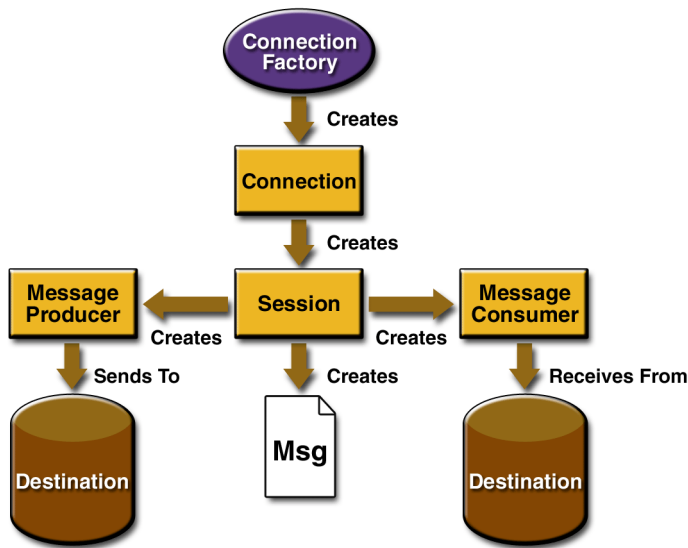 Connection
Factory
Creates
Connection
Creates
Message
Producer
Session
Message
Consumer
Creates
Creates
Sends To
Creates
Receives From
Destination
Msg
Destination